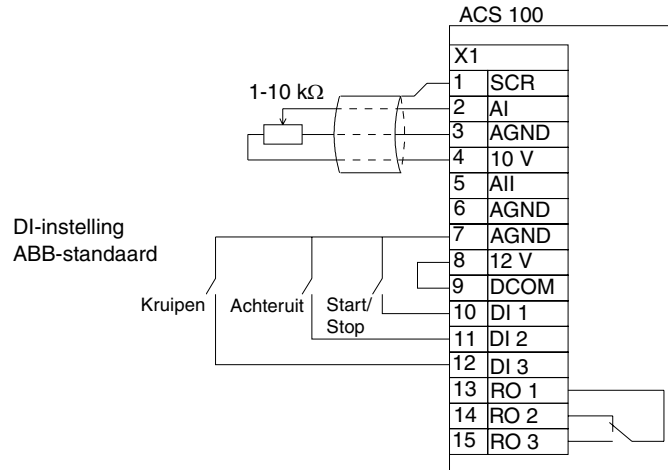 ACS 100
X1
1 SCR
1-10 kΩ
2 AI
3 AGND
4 10 V
5 AII
6 AGND
DI-instelling
ABB-standaard
7 AGND
8 12 V
9 DCOM
Kruipen Achteruit Start/
Stop
10 DI 1
11 DI 2
12 DI 3
13 RO 1
14 RO 2
15 RO 3